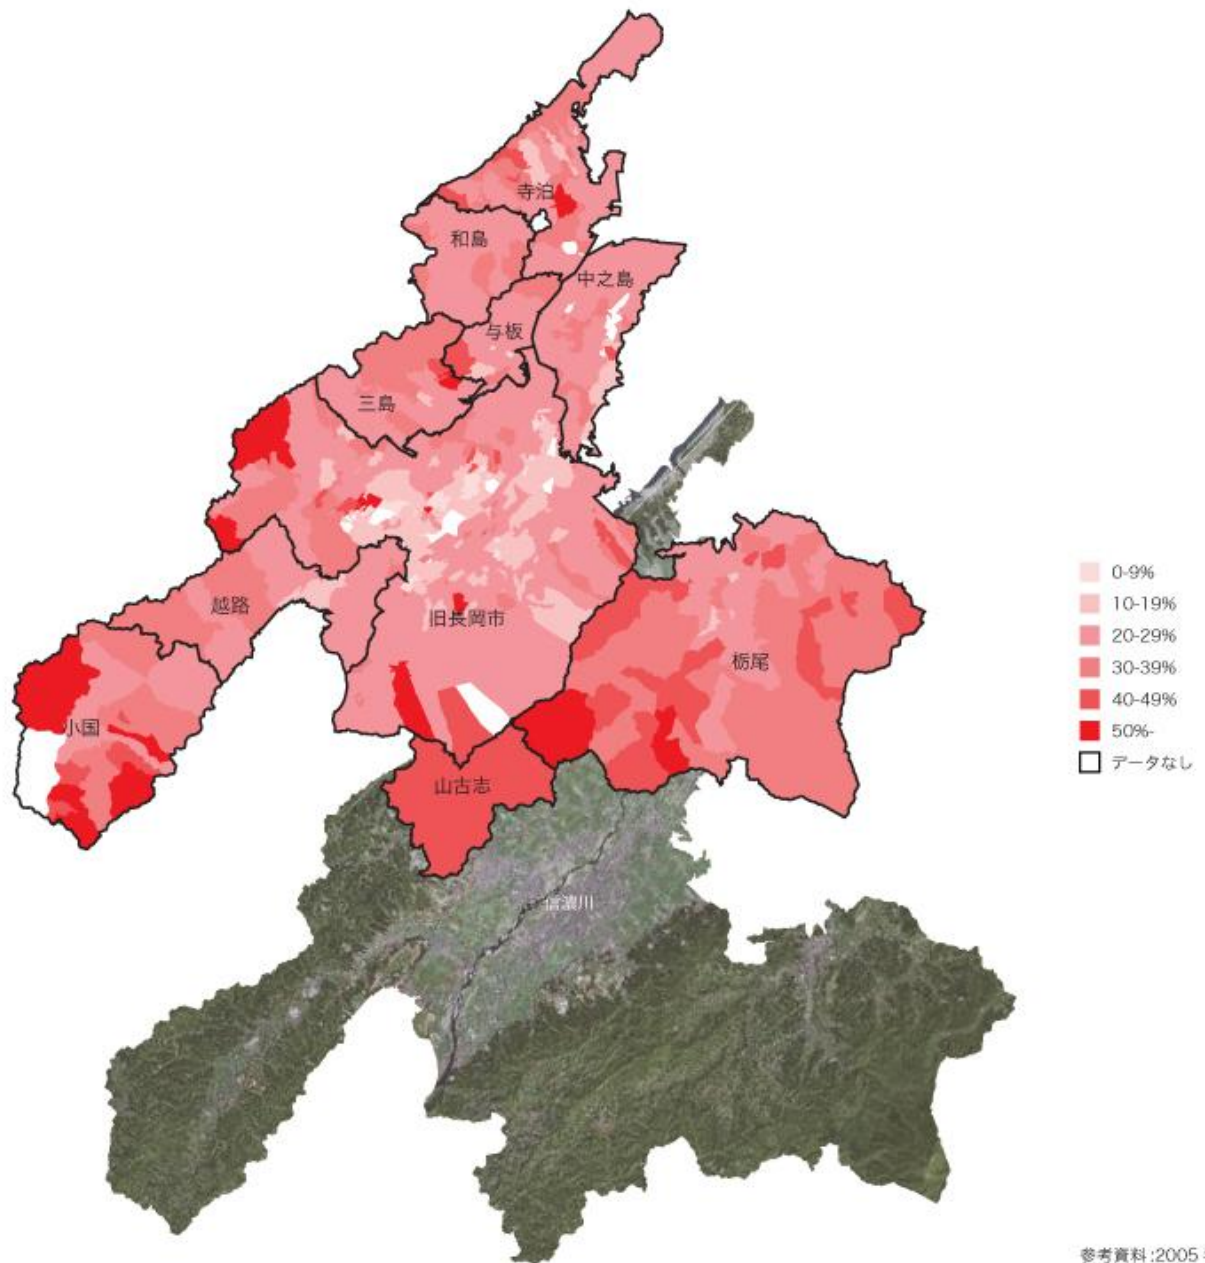 寺泊
和島
中之島
与板
三島
越路
旧長岡市
栃尾
小国
山古志
信濃川
0-9%
10-19%
20-29%
30-39%
40-49%
50%-
データなし
参考資料:2005